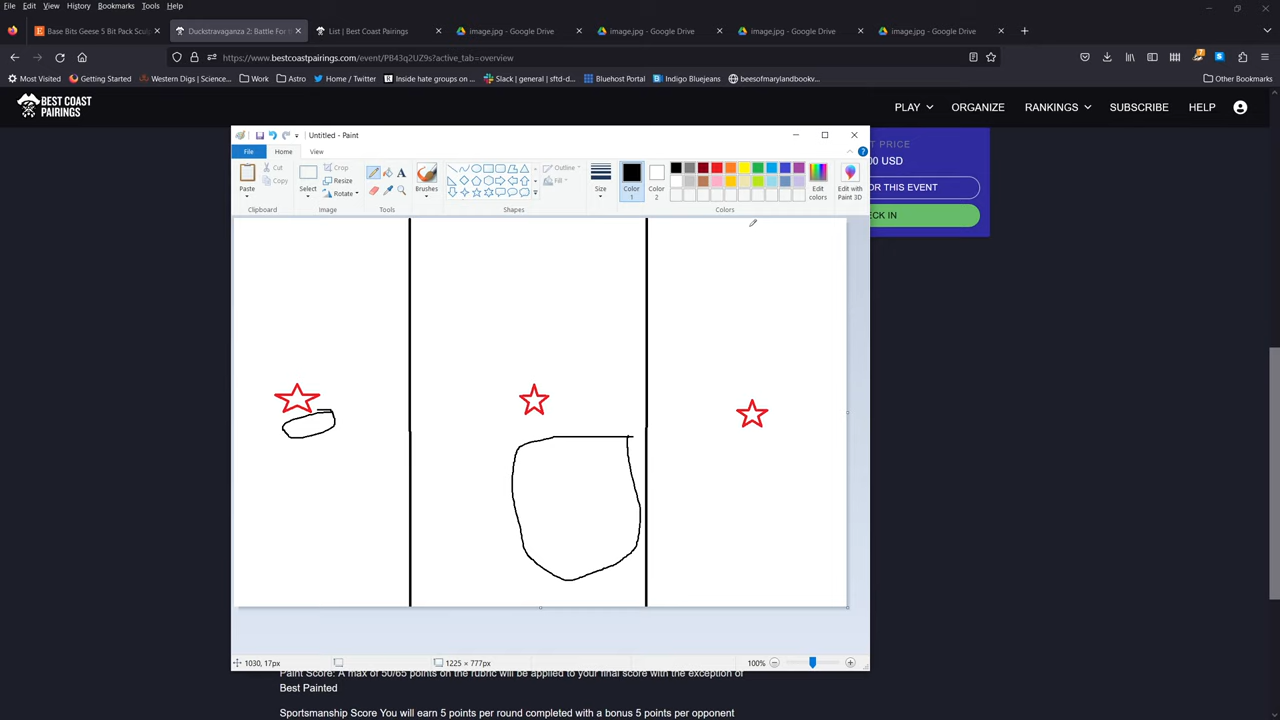 File Edit View History Bookmarks Tools Help
Base Bits Geese 5 Bit Pack Scul
Duckstravaganza 2: Battle For
List | Best Coast Pairings
image.jpg - Google Drive
image.jpg - Google Drive
image.jpg - Google Drive
image.jpg - Google Drive
https://www.bestcoastpairings.com/event/PB43q2UZ9s?active_tab=overview
Most Visited Getting Started Western Digs | Science... Work Astro Home / Twitter Inside hate groups on ... Slack | general | sftd-d... Bluehost Portal Indigo Bluejeans beesofmarylandbookv... Other Bookmarks
BEST COAST
PAIRINGS
PLAY ORGANIZE RANKINGS SUBSCRIBE HELP
Untitled - Paint
PRICE
00 USD
File Home View
Cut
Copy
Paste
Clipboard
Crop
Resize
Rotate
Select
Image
A
Tools
Brushes
Outline
Fill
Shapes
Size
Color
1
Color
2
Edit
colors
Edit with
Paint 3D
Colors
OR THIS EVENT
ECK IN
1030, 17px
1225 × 777px
100%
Paint Score: A max of 50/65 points on the rubric will be applied to your final score with the exception of
Best Painted
Sportsmanship Score You will earn 5 points per round completed with a bonus 5 points per opponent